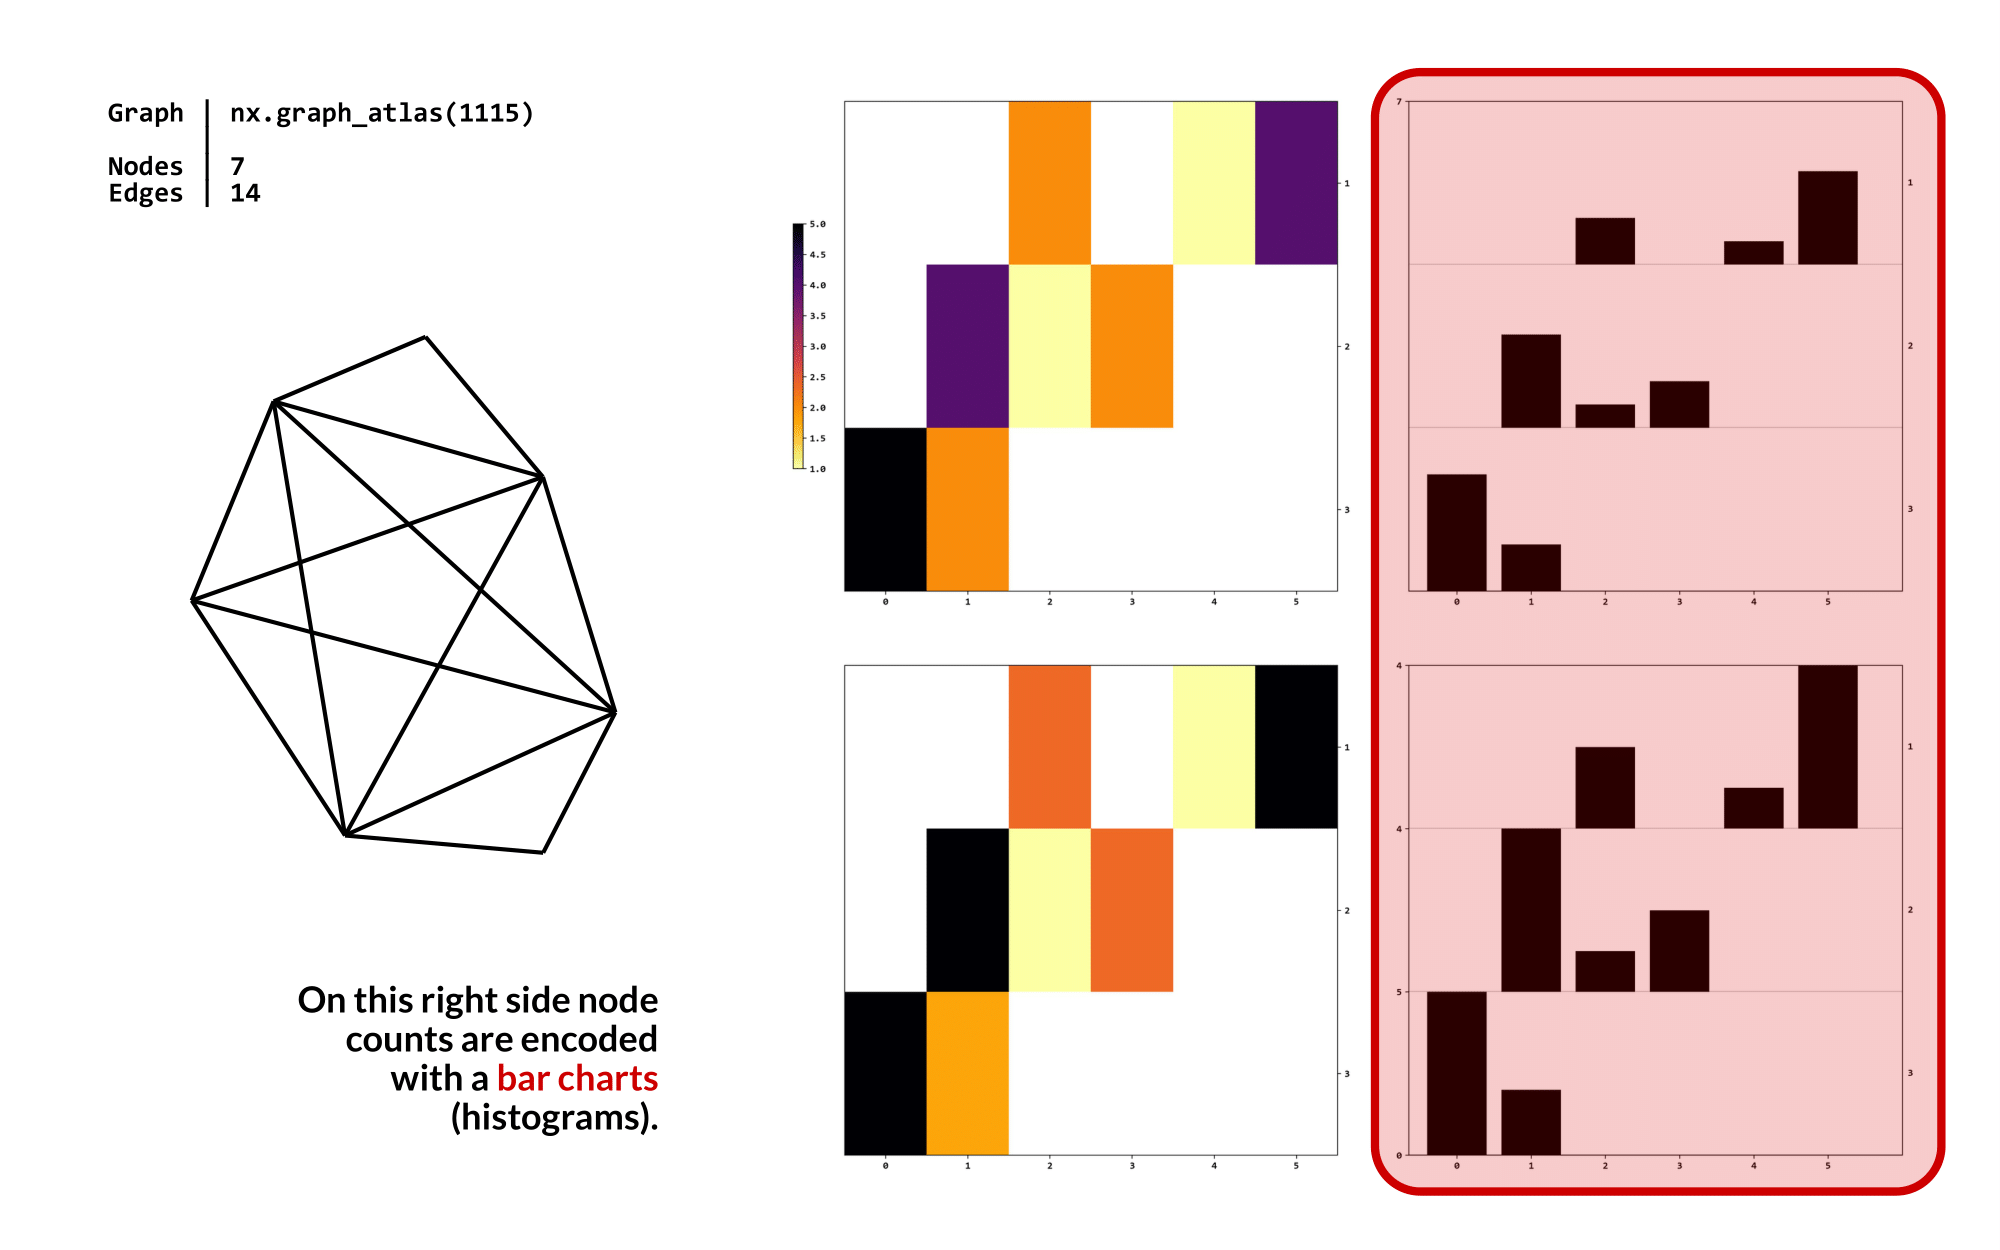 Graph nx.graph_atlas(1115)
Nodes 7
Edges 14
5.0
4.5
4.0
3.5
3.0
2.5
2.0
1.5
1.0
1
2
3
0 1 2 3 4 5
7
1
2
3
0 1 2 3 4 5
1
2
3
0 1 2 3 4 5
4
1
4
2
5
3
0
0 1 2 3 4 5
On this right side node
counts are encoded
with a bar charts
(histograms).